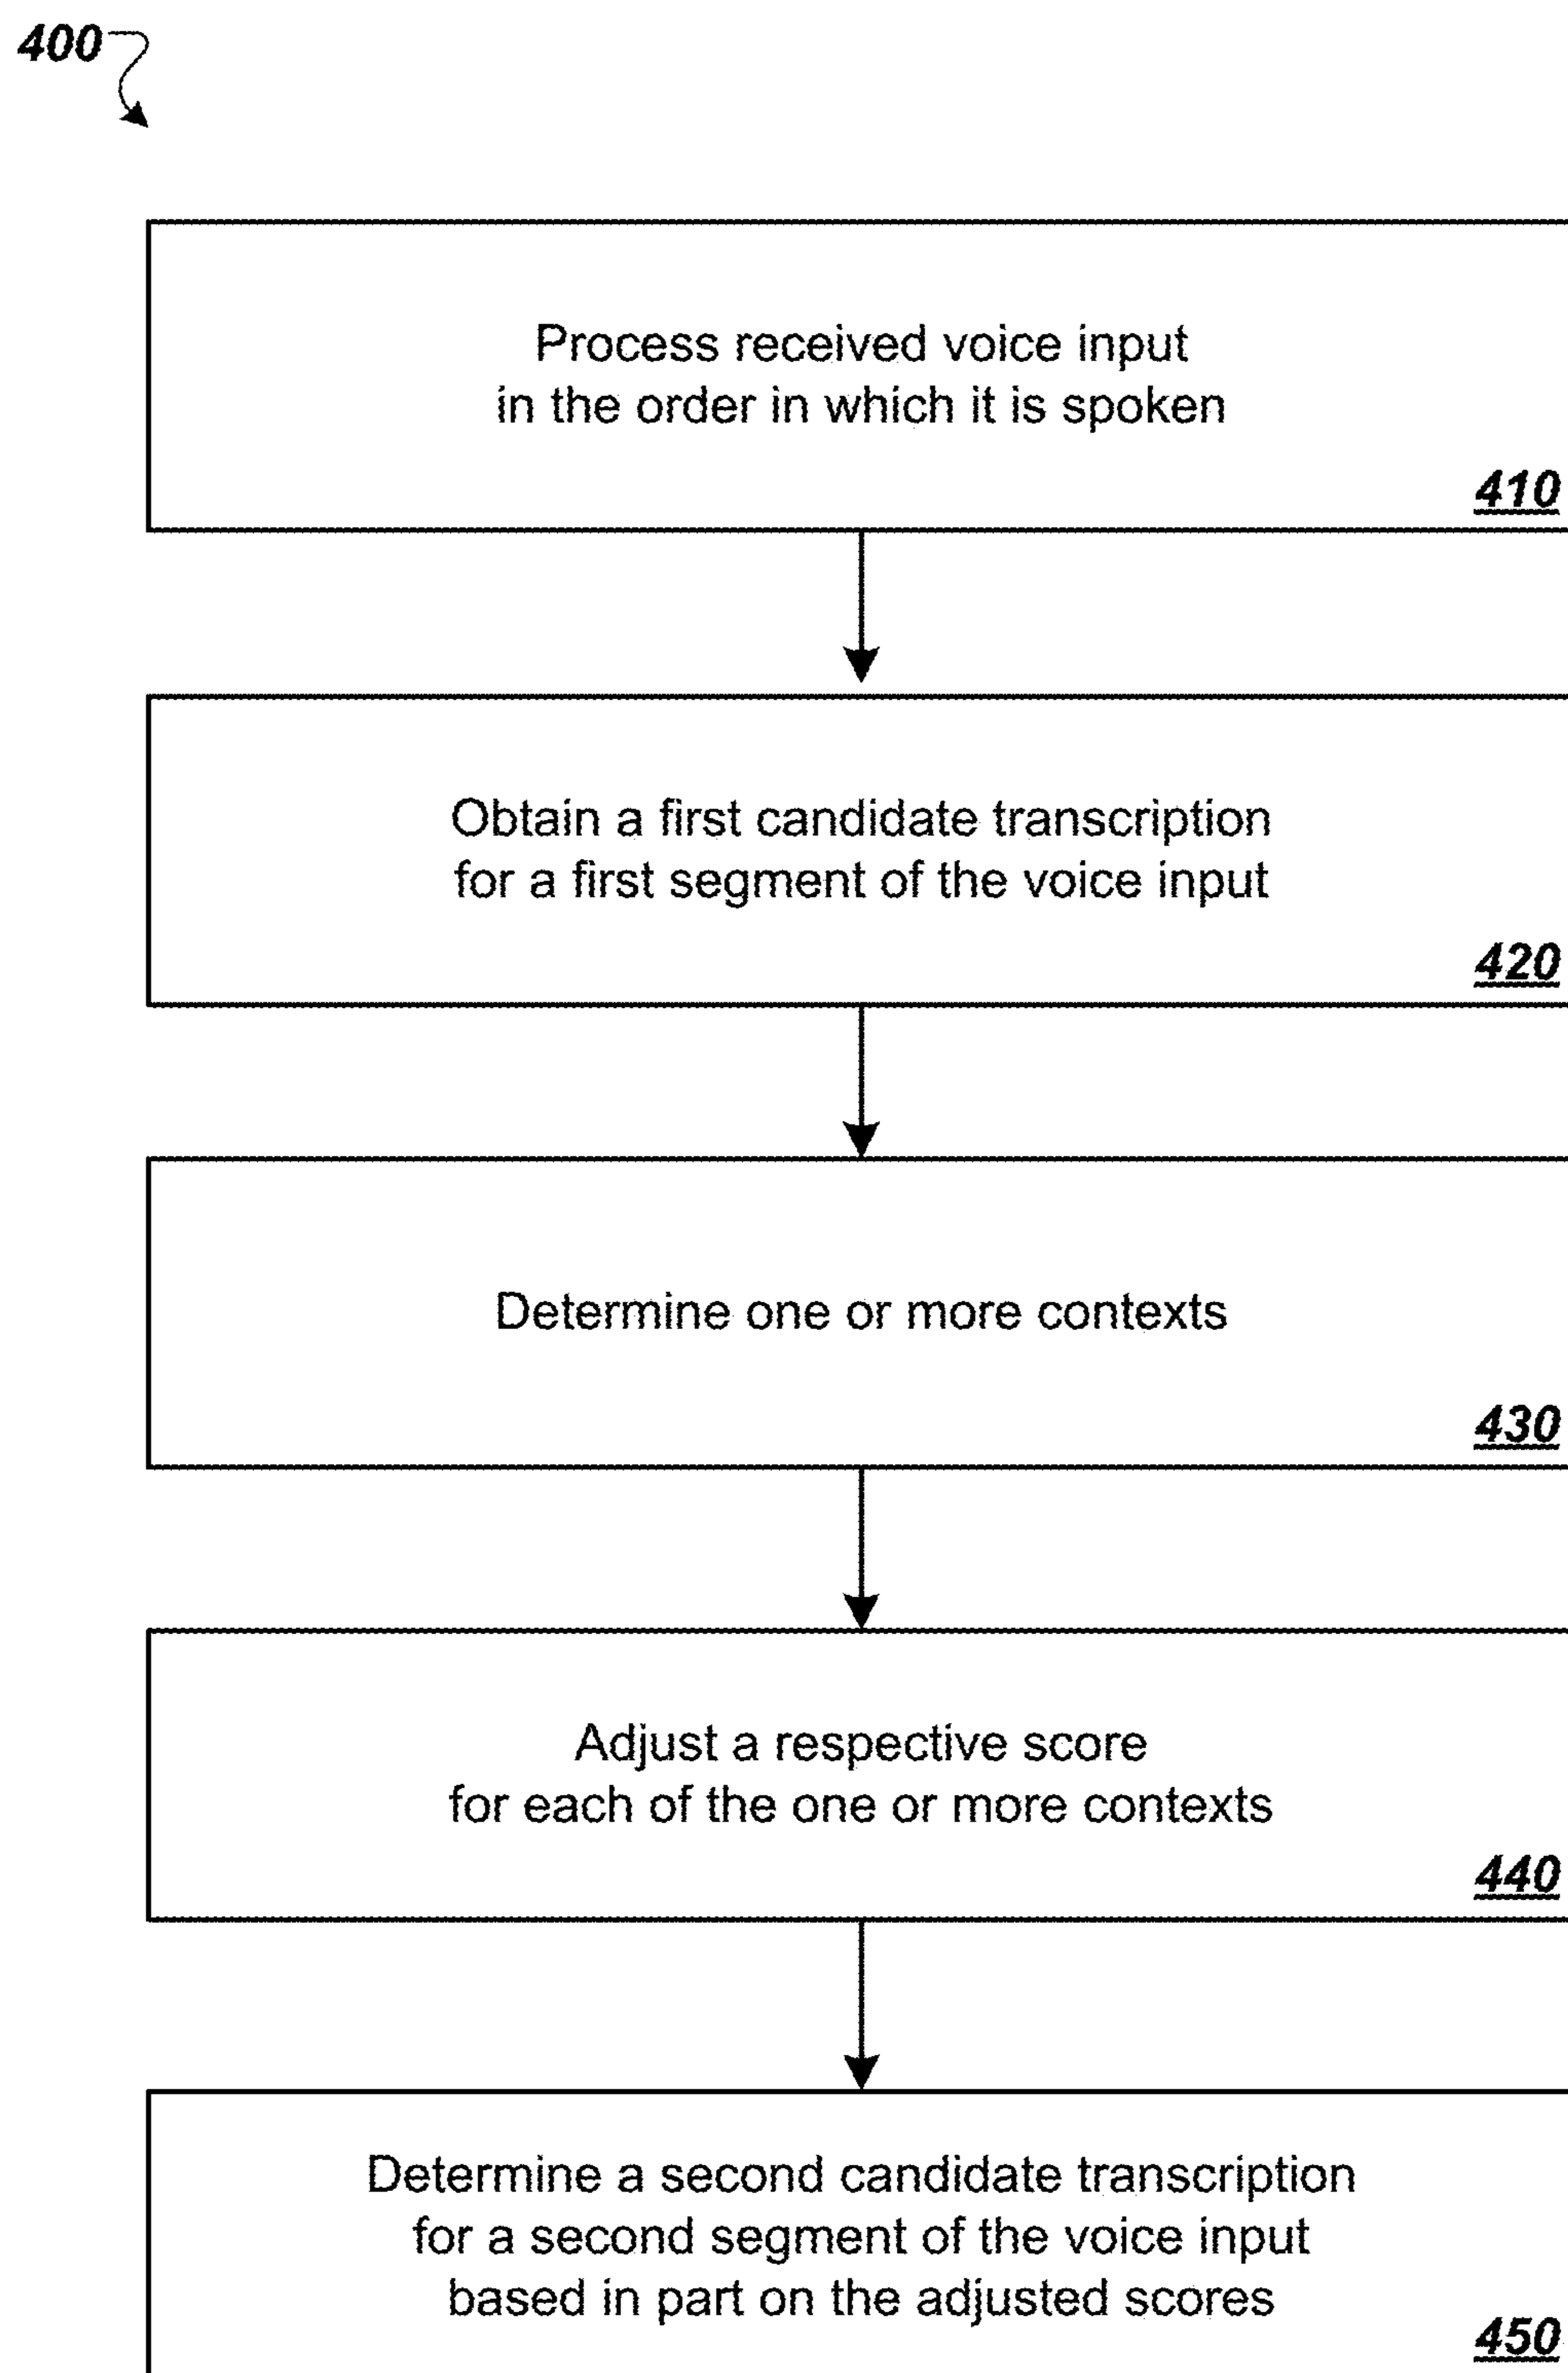 400
Process received voice input
in the order in which it is spoken
410
Obtain a first candidate transcription
for a first segment of the voice input
420
Determine one or more contexts
430
Adjust a respective score
for each of the one or more contexts
440
Determine a second candidate transcription
for a second segment of the voice input
based in part on the adjusted scores
450